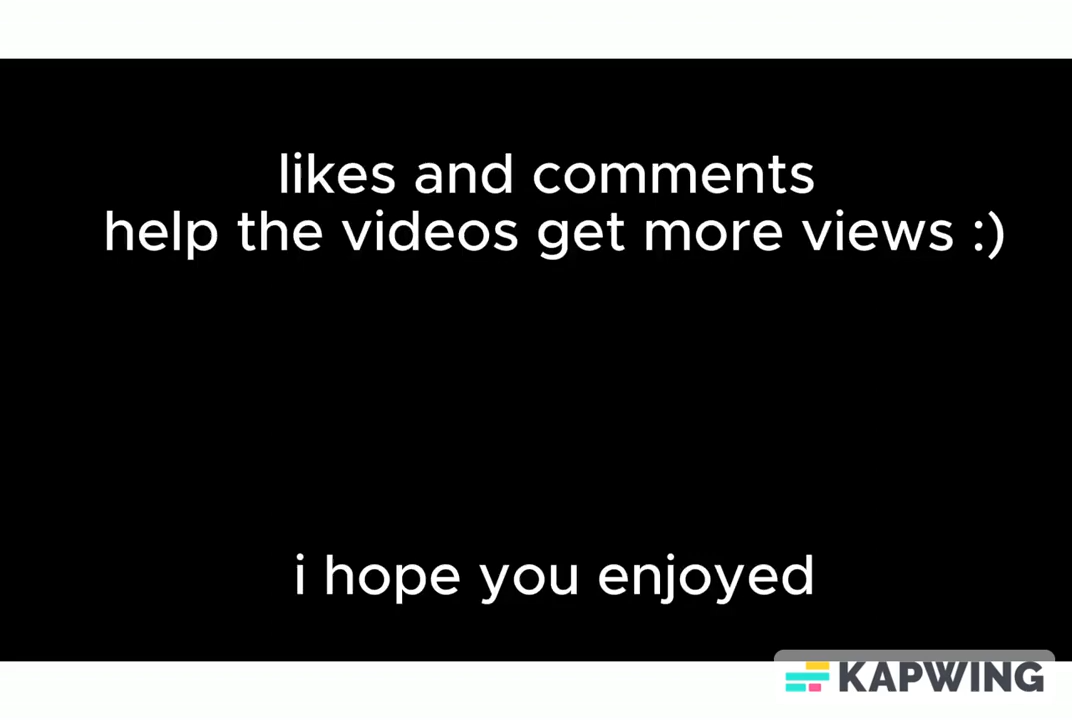 likes and comments
help the videos get more views :)
i hope you enjoyed
KAPWING